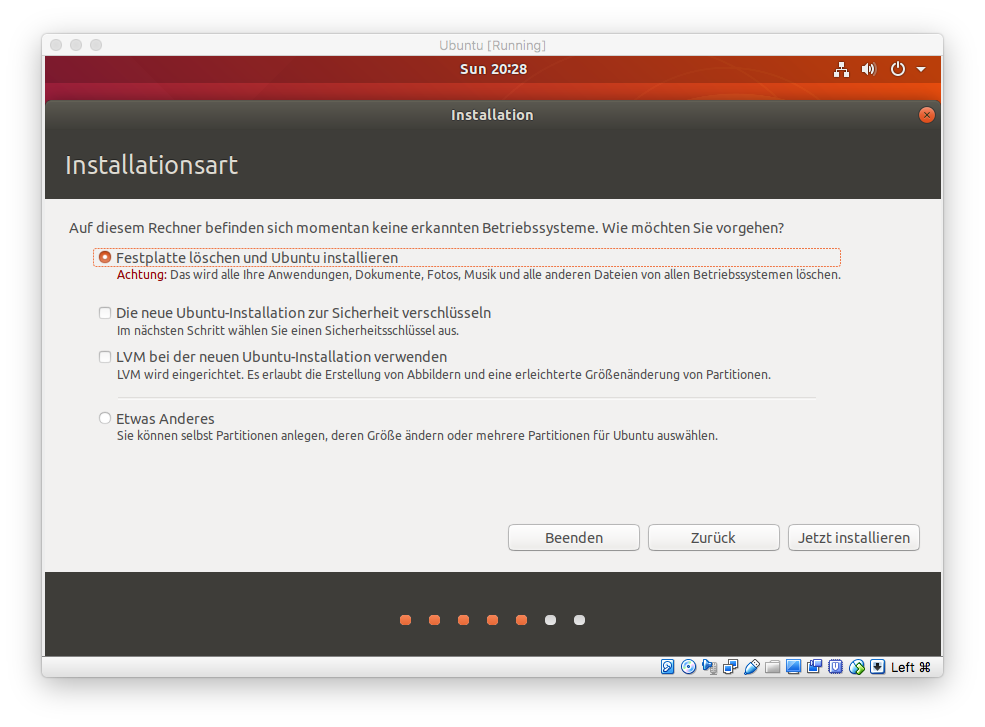 Ubuntu [Running]
Sun 20:28
Installation
Installationsart
Auf diesem Rechner befinden sich momentan keine erkannten Betriebssysteme. Wie möchten Sie vorgehen?
Festplatte löschen und Ubuntu installieren
Achtung: Das wird alle Ihre Anwendungen, Dokumente, Fotos, Musik und alle anderen Dateien von allen Betriebssystemen löschen.
Die neue Ubuntu-Installation zur Sicherheit verschlüsseln
Im nächsten Schritt wählen Sie einen Sicherheitsschlüssel aus.
LVM bei der neuen Ubuntu-Installation verwenden
LVM wird eingerichtet. Es erlaubt die Erstellung von Abbildern und eine erleichterte Größenänderung von Partitionen.
Etwas Anderes
Sie können selbst Partitionen anlegen, deren Größe ändern oder mehrere Partitionen für Ubuntu auswählen.
Beenden Zurück Jetzt installieren
Left ⌘